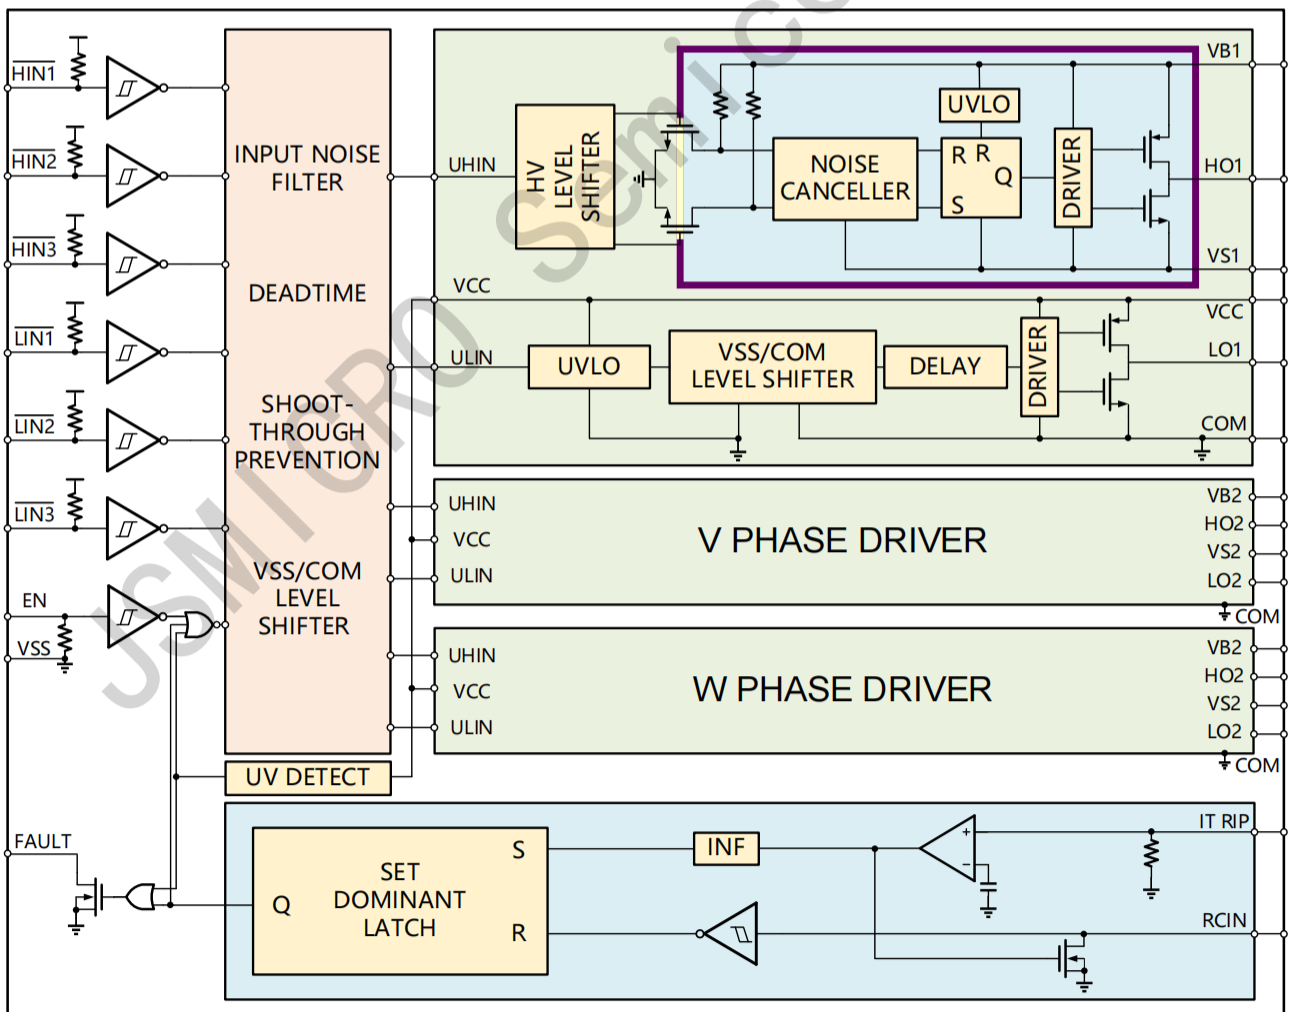 HIN1
HIN2
HIN3
LIN1
LIN2
LIN3
EN
VSS
FAULT
INPUT NOISE
FILTER
DEADTIME
SHOOT-
THROUGH
PREVENTION
VSS/COM
LEVEL
SHIFTER
UV DETECT
UHIN
HV
LEVEL
SHIFTER
NOISE
CANCELLER
UVLO
R R
Q
S
DRIVER
VB1
HO1
VS1
VCC
VCC
ULIN
UVLO
VSS/COM
LEVEL SHIFTER
DELAY
DRIVER
LO1
COM
UHIN
VCC
ULIN
V PHASE DRIVER
VB2
HO2
VS2
LO2
COM
UHIN
VCC
ULIN
W PHASE DRIVER
VB2
HO2
VS2
LO2
COM
SET
DOMINANT
LATCH
Q
S
R
INF
+
−
IT RIP
RCIN
JSMICRO Semico